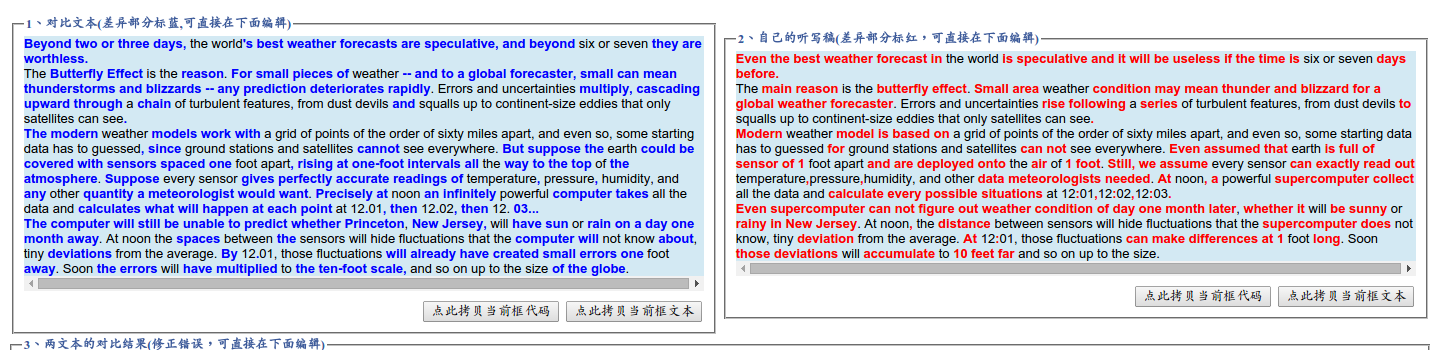 1、对比文本(差异部分标蓝,可直接在下面编辑)
Beyond two or three days, the world's best weather forecasts are speculative, and beyond six or seven they are
worthless.
The Butterfly Effect is the reason. For small pieces of weather -- and to a global forecaster, small can mean
thunderstorms and blizzards -- any prediction deteriorates rapidly. Errors and uncertainties multiply, cascading
upward through a chain of turbulent features, from dust devils and squalls up to continent-size eddies that only
satellites can see.
The modern weather models work with a grid of points of the order of sixty miles apart, and even so, some starting
data has to guessed, since ground stations and satellites cannot see everywhere. But suppose the earth could be
covered with sensors spaced one foot apart, rising at one-foot intervals all the way to the top of the
atmosphere. Suppose every sensor gives perfectly accurate readings of temperature, pressure, humidity, and
any other quantity a meteorologist would want. Precisely at noon an infinitely powerful computer takes all the
data and calculates what will happen at each point at 12.01, then 12.02, then 12. 03...
The computer will still be unable to predict whether Princeton, New Jersey, will have sun or rain on a day one
month away. At noon the spaces between the sensors will hide fluctuations that the computer will not know about,
tiny deviations from the average. By 12.01, those fluctuations will already have created small errors one foot
away. Soon the errors will have multiplied to the ten-foot scale, and so on up to the size of the globe.
点此拷贝当前框代码 点此拷贝当前框文本
2、自己的听写稿(差异部分标红，可直接在下面编辑)
Even the best weather forecast in the world is speculative and it will be useless if the time is six or seven days
before.
The main reason is the butterfly effect. Small area weather condition may mean thunder and blizzard for a
global weather forecaster. Errors and uncertainties rise following a series of turbulent features, from dust devils to
squalls up to continent-size eddies that only satellites can see.
Modern weather model is based on a grid of points of the order of sixty miles apart, and even so, some starting
data has to guessed for ground stations and satellites can not see everywhere. Even assumed that earth is full of
sensor of 1 foot apart and are deployed onto the air of 1 foot. Still, we assume every sensor can exactly read out
temperature,pressure,humidity, and other data meteorologists needed. At noon, a powerful supercomputer collect
all the data and calculate every possible situations at 12:01,12:02,12:03.
Even supercomputer can not figure out weather condition of day one month later, whether it will be sunny or
rainy in New Jersey. At noon, the distance between sensors will hide fluctuations that the supercomputer does not
know, tiny deviation from the average. At 12:01, those fluctuations can make differences at 1 foot long. Soon
those deviations will accumulate to 10 feet far and so on up to the size.
点此拷贝当前框代码 点此拷贝当前框文本
3、两文本的对比结果(修正错误，可直接在下面编辑)